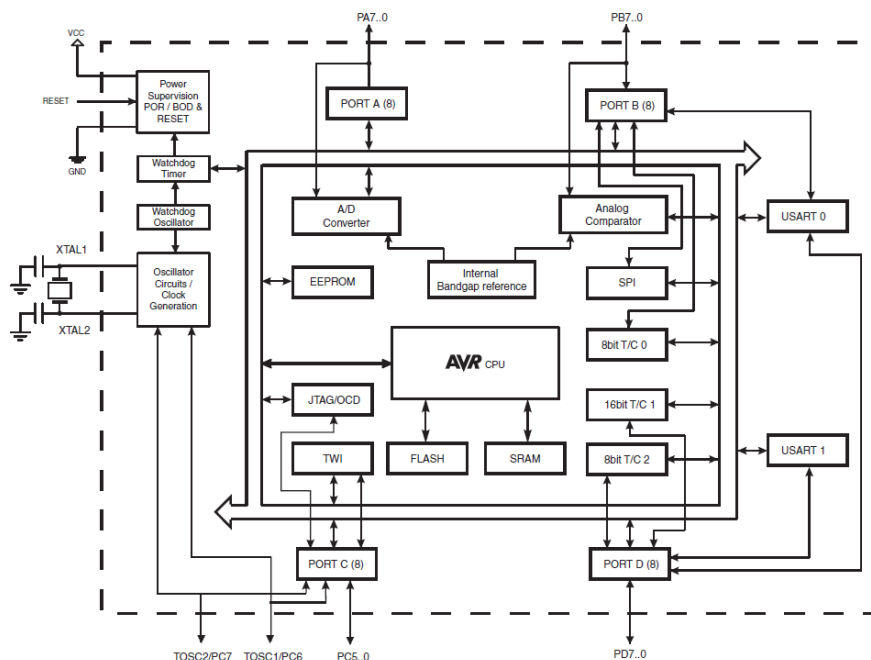 PA7..0
PB7..0
VCC
RESET
GND
Power
Supervision
POR / BOD &
RESET
PORT A (8)
PORT B (8)
Watchdog
Timer
Watchdog
Oscillator
A/D
Converter
Analog
Comparator
USART 0
XTAL1
XTAL2
Oscillator
Circuits /
Clock
Generation
EEPROM
Internal
Bandgap reference
SPI
AVR CPU
8bit T/C 0
JTAG/OCD
16bit T/C 1
TWI
FLASH
SRAM
8bit T/C 2
USART 1
PORT C (8)
PORT D (8)
TOSC2/PC7
TOSC1/PC6
PC5..0
PD7..0